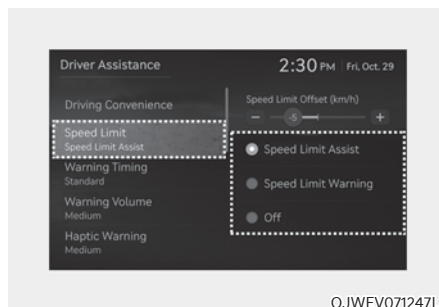 Driver Assistance
2:30 PM Fri, Oct. 29
Driving Convenience
Speed Limit
Speed Limit Assist
Warning Timing
Standard
Warning Volume
Medium
Haptic Warning
Medium
Speed Limit Offset (km/h)
− -5 +
Speed Limit Assist
Speed Limit Warning
Off
OJWEV071247L